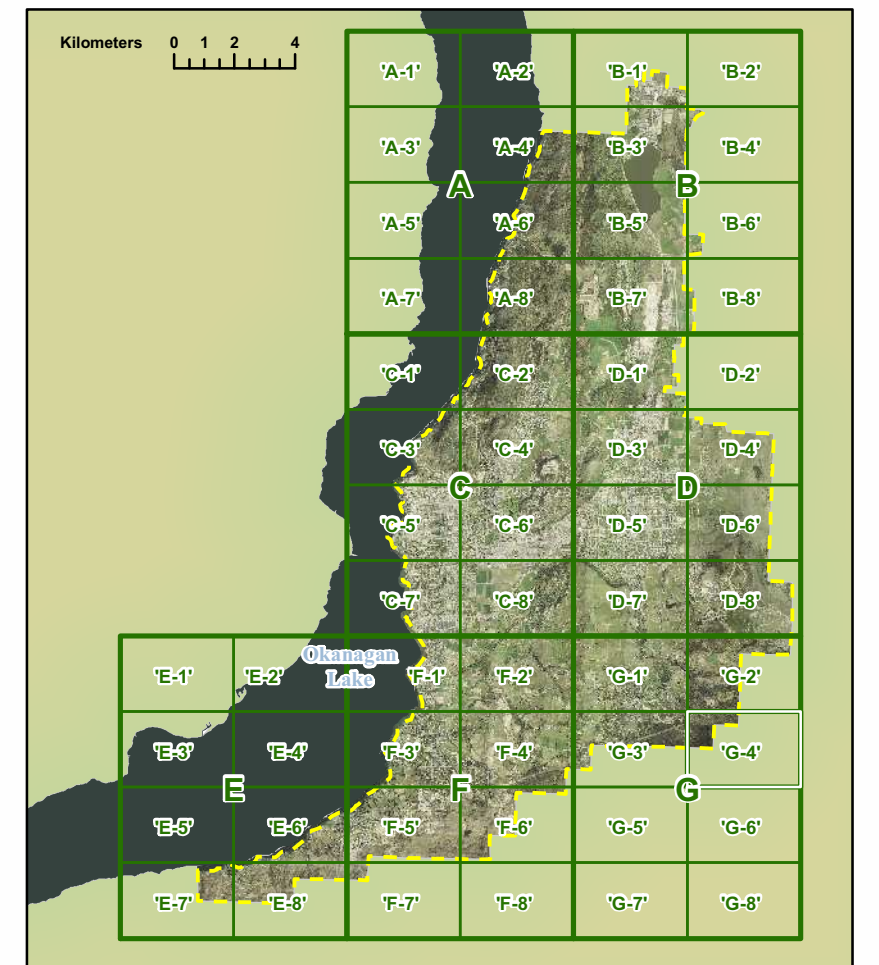 Kilometers 0 1 2 4
'A-1' 'A-2' 'B-1' 'B-2'
'A-3' 'A-4' 'B-3' 'B-4'
A B
'A-5' 'A-6' 'B-5' 'B-6'
'A-7' 'A-8' 'B-7' 'B-8'
'C-1' 'C-2' 'D-1' 'D-2'
'C-3' 'C-4' 'D-3' 'D-4'
C D
'C-5' 'C-6' 'D-5' 'D-6'
'C-7' 'C-8' 'D-7' 'D-8'
Okanagan
Lake
'E-1' 'E-2' 'F-1' 'F-2' 'G-1' 'G-2'
'E-3' 'E-4' 'F-3' 'F-4' 'G-3' 'G-4'
E F G
'E-5' 'E-6' 'F-5' 'F-6' 'G-5' 'G-6'
'E-7' 'E-8' 'F-7' 'F-8' 'G-7' 'G-8'